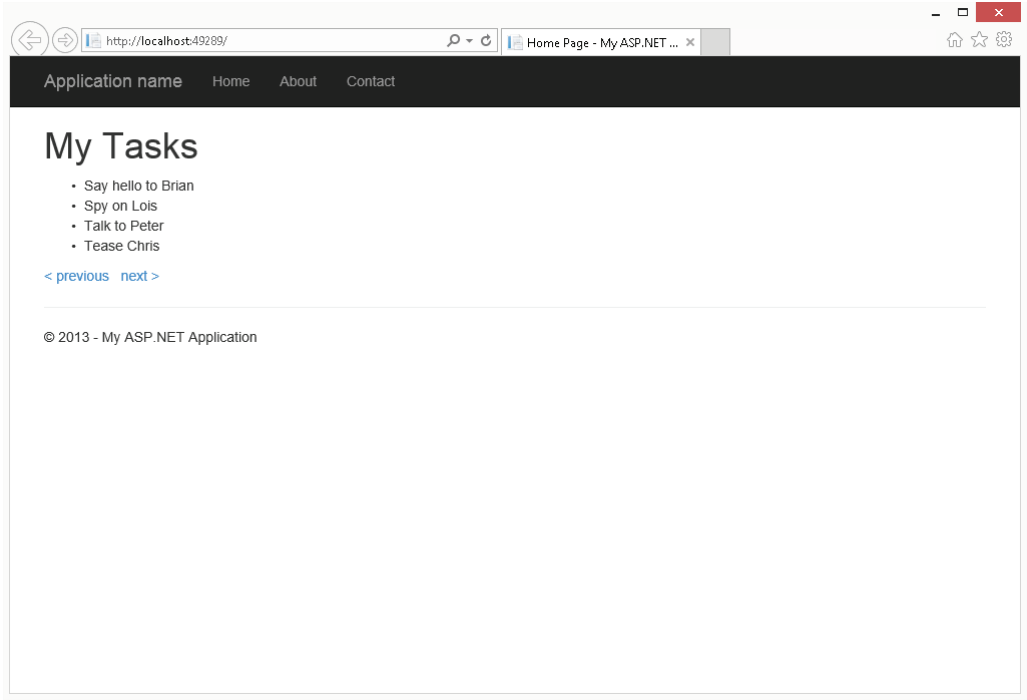 http://localhost:49289/
Home Page - My ASP.NET ...
Application name Home About Contact
My Tasks
• Say hello to Brian
• Spy on Lois
• Talk to Peter
• Tease Chris
< previous next >
© 2013 - My ASP.NET Application